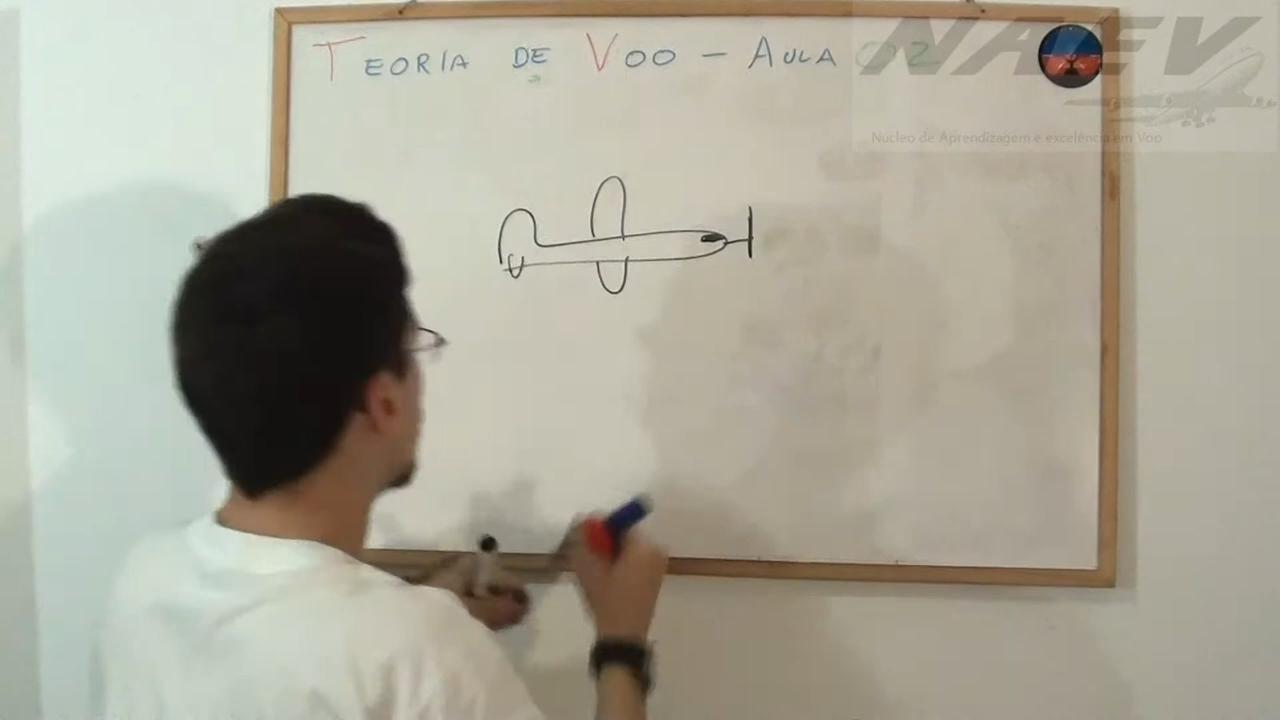 TEORIA DE VOO - AULA 02
NAEV
Núcleo de Aprendizagem e excelência em Voo